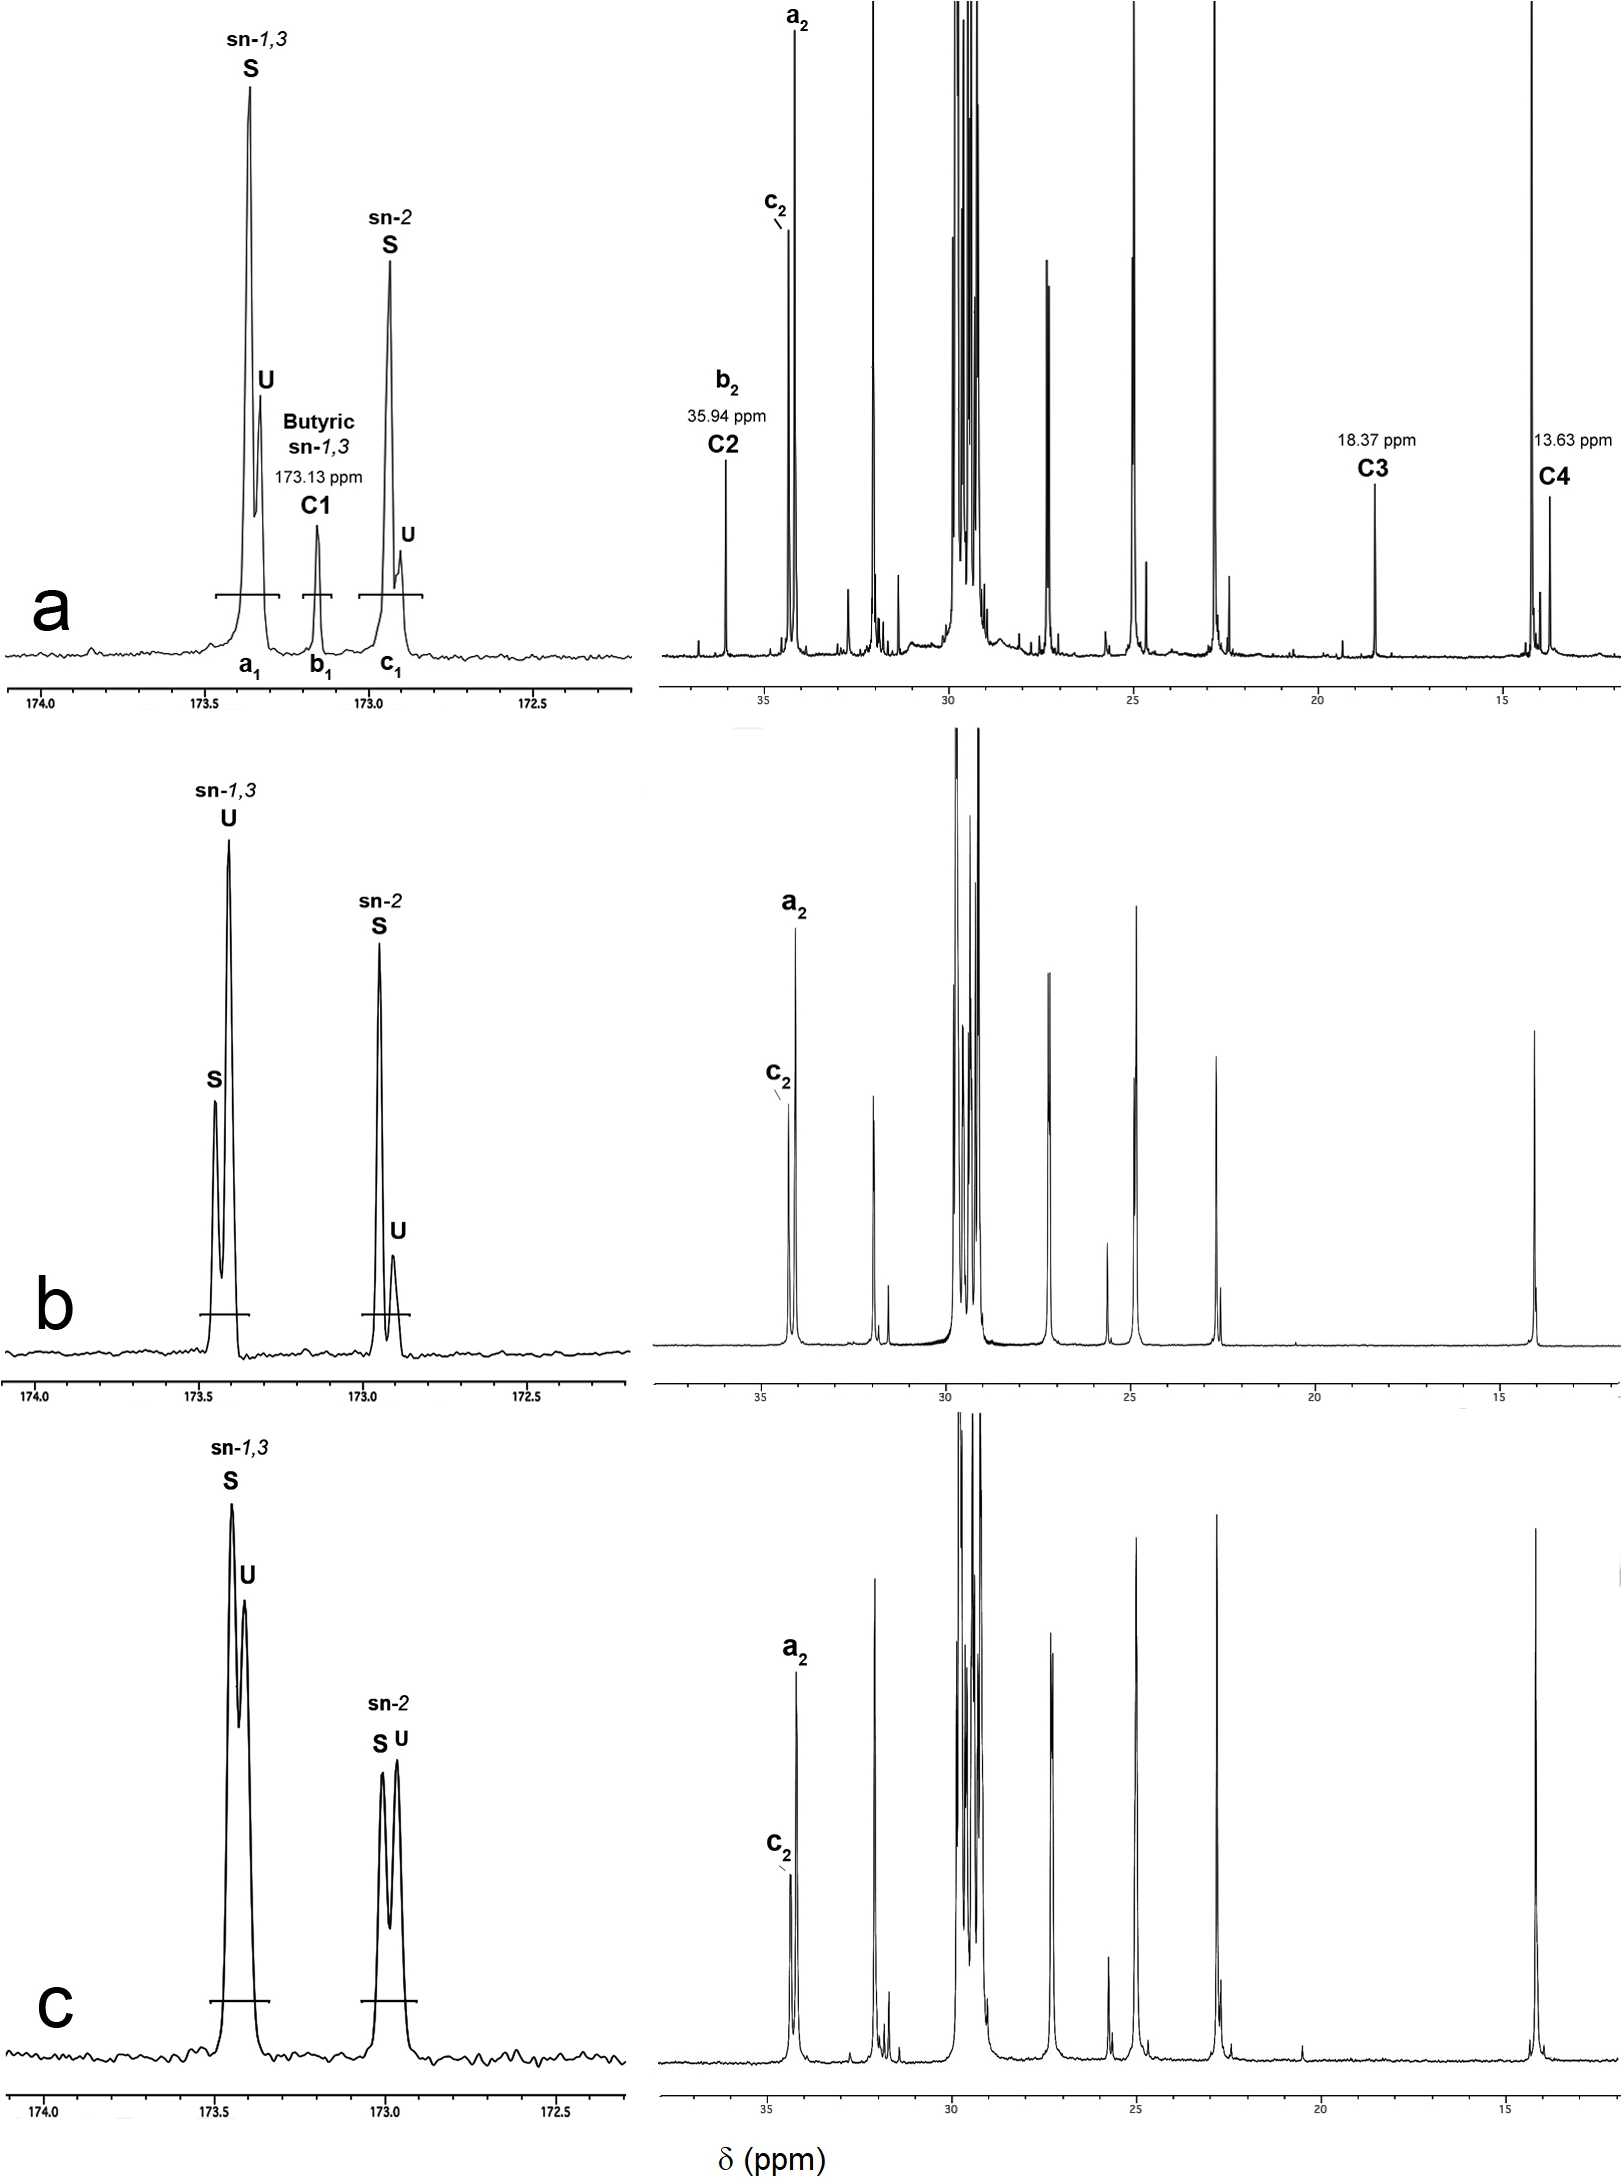 sn-1,3
S
U
Butyric
sn-1,3
173.13 ppm
C1
sn-2
S
U
a
a1
b1
c1
174.0 173.5 173.0 172.5
a2
c2
b2
35.94 ppm
C2
18.37 ppm
C3
13.63 ppm
C4
35 30 25 20 15
sn-1,3
U
S
sn-2
S
U
b
174.0 173.5 173.0 172.5
a2
c2
35 30 25 20 15
sn-1,3
S
U
sn-2
S U
c
174.0 173.5 173.0 172.5
a2
c2
35 30 25 20 15
δ (ppm)